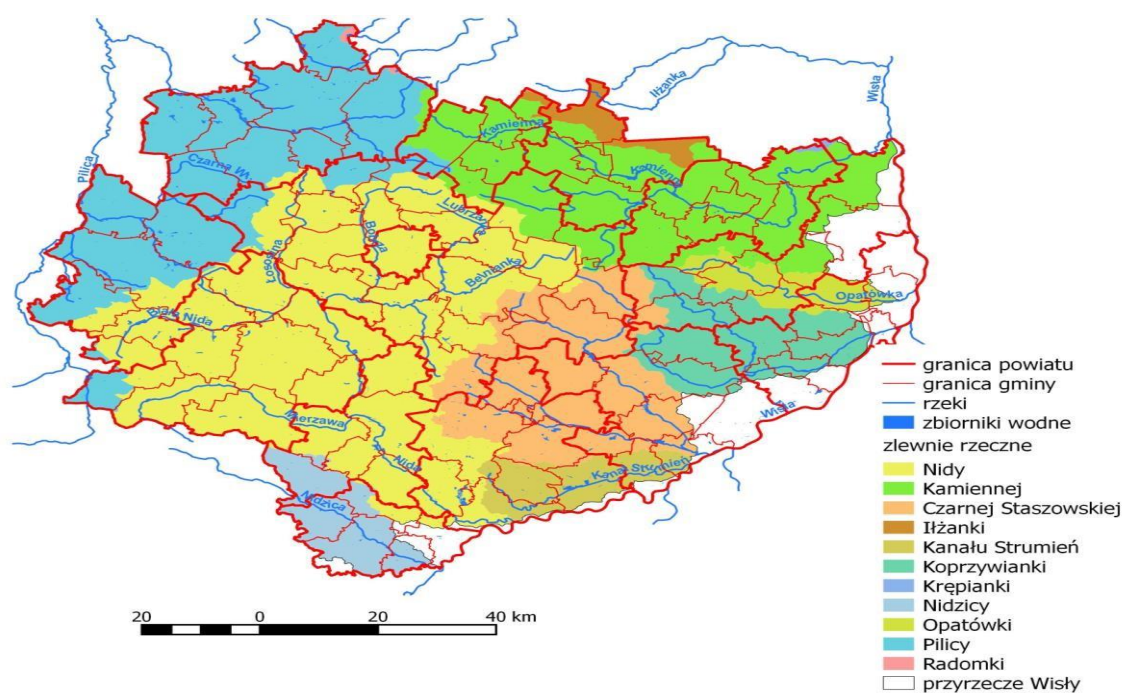 Iłżanka
Wisła
Kamienna
Pilica
Czarna Wł
Kamienna
Lubrzanka
Bobrza
Łososina
Belnianka
Opatówka
Biała Nida
Wisła
Mierzawa
Nida
Kanał Strumień
Nidzica
granica powiatu
granica gminy
rzeki
zbiorniki wodne
zlewnie rzeczne
Nidy
Kamiennej
Czarnej Staszowskiej
Iłżanki
Kanału Strumień
Koprzywianki
Krępianki
Nidzicy
Opatówki
Pilicy
Radomki
przyrzecze Wisły
20 0 20 40 km